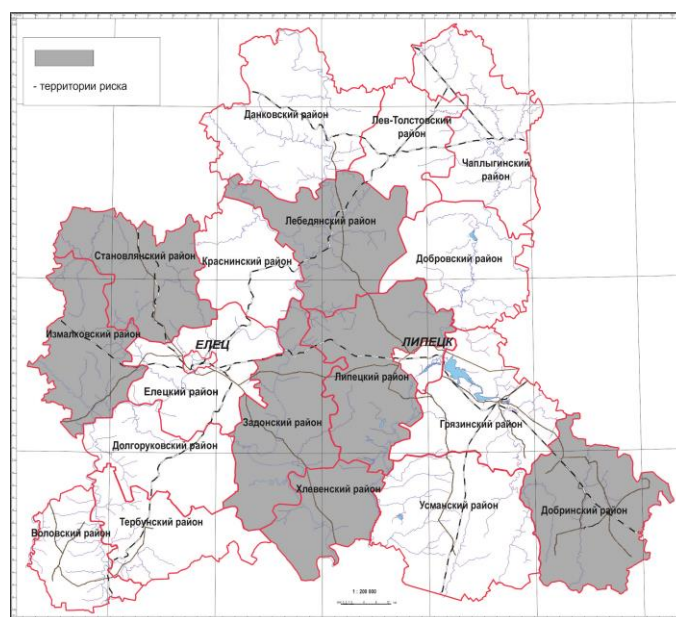 - территории риска
Данковский район
Лев-Толстовский
район
Чаплыгинский
район
Лебедянский район
Становлянский район
Краснинский район
Добровский район
Измалковский район
ЕЛЕЦ
ЛИПЕЦК
Елецкий район
Липецкий район
Задонский район
Грязинский район
Долгоруковский район
Хлевенский район
Усманский район
Добринский район
Тербунский район
Воловский район
1 : 200 000